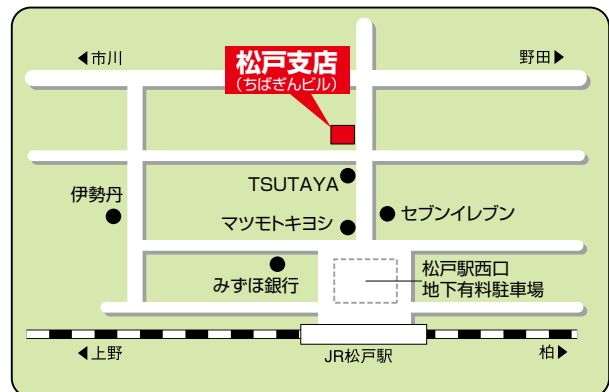 ◀市川
野田▶
松戸支店
(ちばぎんビル)
TSUTAYA
伊勢丹
マツモトキヨシ
セブンイレブン
みずほ銀行
松戸駅西口
地下有料駐車場
◀上野
JR松戸駅
柏▶